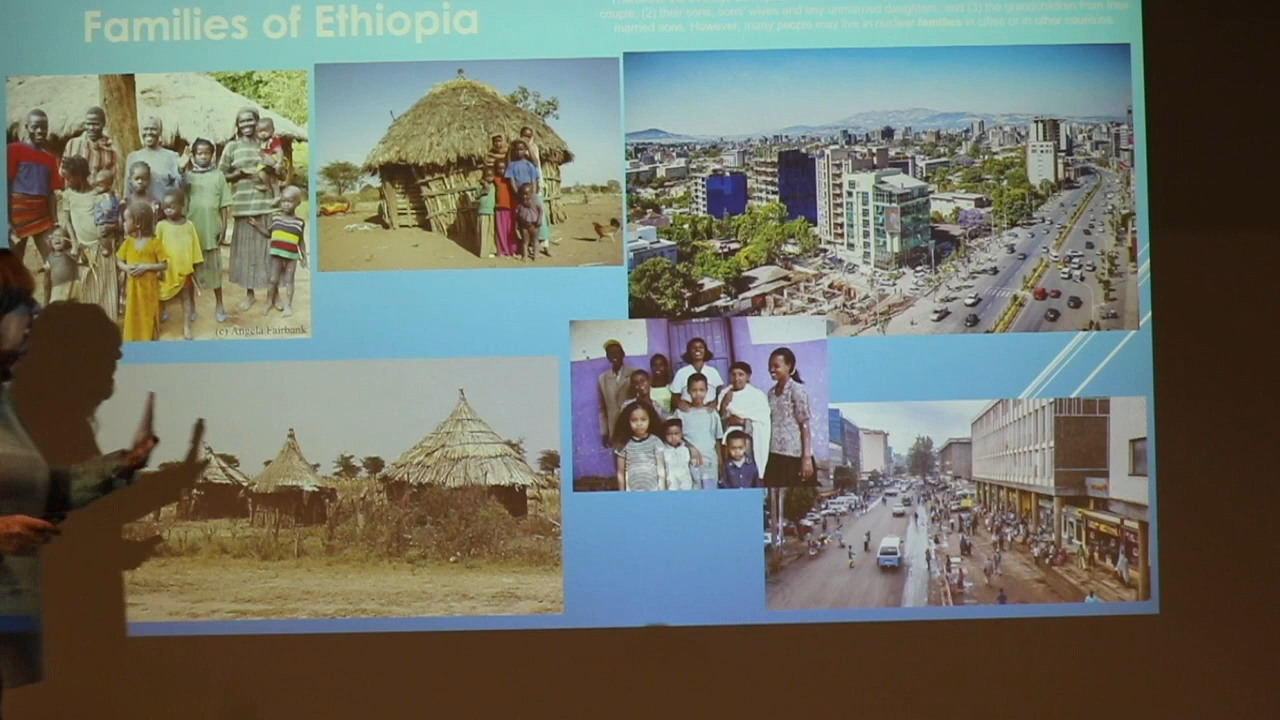 Families of Ethiopia
couple; (2) their sons, sons' wives and any unmarried daughters; and (3) the grandchildren from their
married sons. However, many people may live in nuclear families in cities or in other
(c) Angela Fairbank